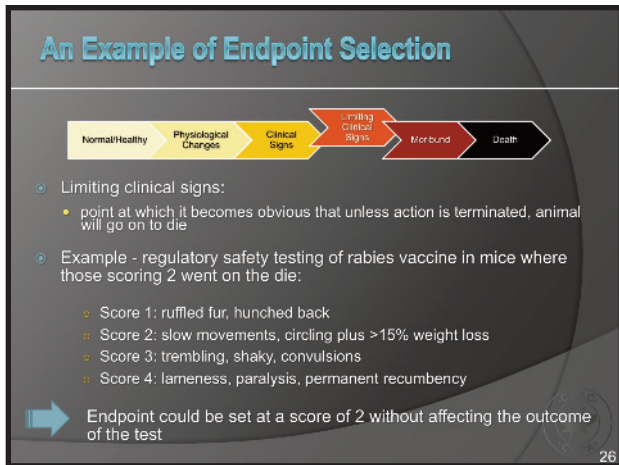 An Example of Endpoint Selection
Normal/Healthy
Physiological
Changes
Clinical
Signs
Limiting
Clinical
Signs
Moribund
Death
Limiting clinical signs:
point at which it becomes obvious that unless action is terminated, animal
will go on to die
Example - regulatory safety testing of rabies vaccine in mice where
those scoring 2 went on the die:
Score 1: ruffled fur, hunched back
Score 2: slow movements, circling plus >15% weight loss
Score 3: trembling, shaky, convulsions
Score 4: lameness, paralysis, permanent recumbency
Endpoint could be set at a score of 2 without affecting the outcome
of the test
26